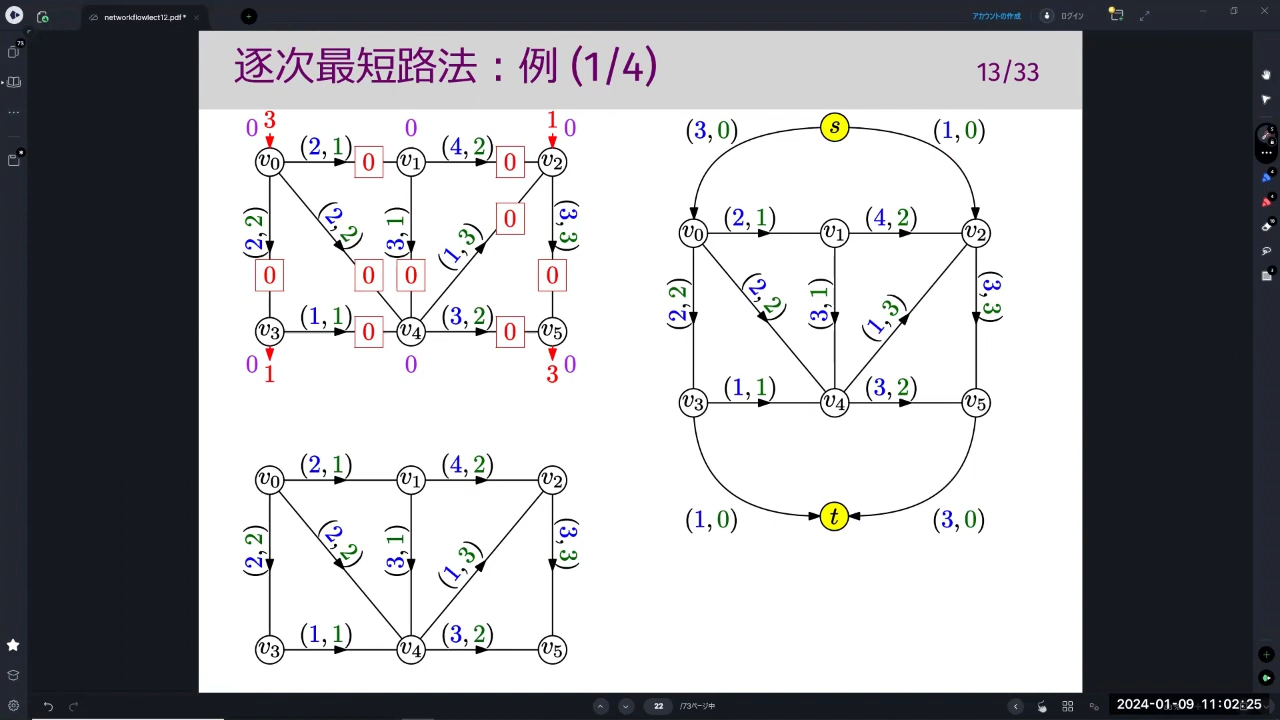 networkflowlect12.pdf*
アカウントの作成
ログイン
逐次最短路法：例 (1/4)
13/33
0 3 0 1 0
v0 (2, 1) 0 v1 (4, 2) 0 v2
(2, 2) (2, 2) (3, 1) (1, 3) 0 (3, 3)
0 0 0 0
v3 (1, 1) 0 v4 (3, 2) 0 v5
0 1 0 3 0
(3, 0) s (1, 0)
v0 (2, 1) v1 (4, 2) v2
(2, 2) (2, 2) (3, 1) (1, 3) (3, 3)
v3 (1, 1) v4 (3, 2) v5
(1, 0) t (3, 0)
v0 (2, 1) v1 (4, 2) v2
(2, 2) (2, 2) (3, 1) (1, 3) (3, 3)
v3 (1, 1) v4 (3, 2) v5
22 /73ページ中
2024-01-09 11:02:25